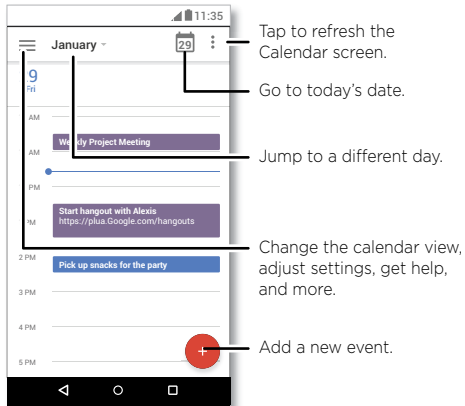 11:35
January
29
Tap to refresh the
Calendar screen.
9
Fri
Go to today's date.
AM
Weekly Project Meeting
AM
Jump to a different day.
PM
Start hangout with Alexis
https://plua.Google.com/hangouts
PM
Change the calendar view,
adjust settings, get help,
and more.
2 PM
Pick up snacks for the party
3 PM
4 PM
+
Add a new event.
5 PM